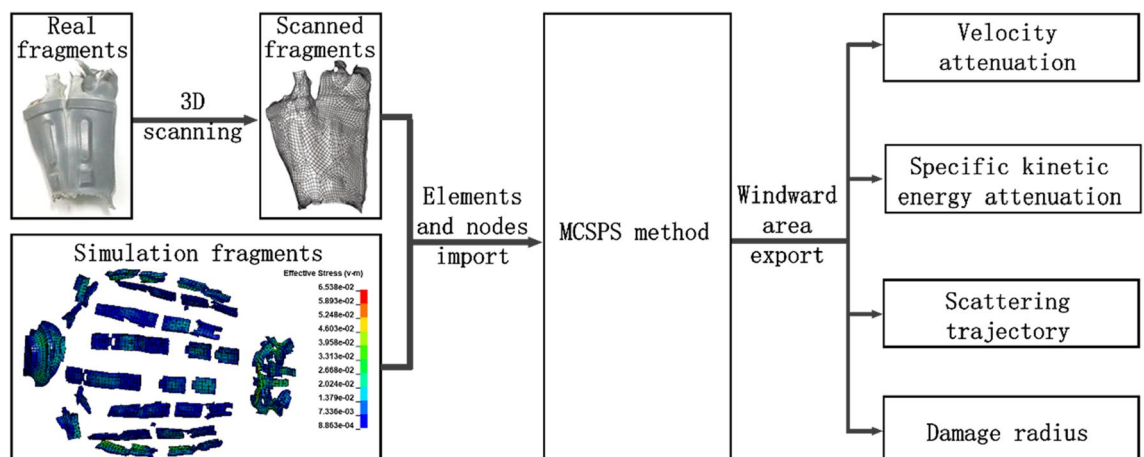 Real
fragments
3D
scanning
Scanned
fragments
Simulation fragments
Effective Stress (v-m)
6.538e-02
5.893e-02
5.248e-02
4.603e-02
3.958e-02
3.313e-02
2.668e-02
2.024e-02
1.379e-02
7.336e-03
8.863e-04
Elements
and nodes
import
MCSPS method
Windward
area
export
Velocity
attenuation
Specific kinetic
energy attenuation
Scattering
trajectory
Damage radius